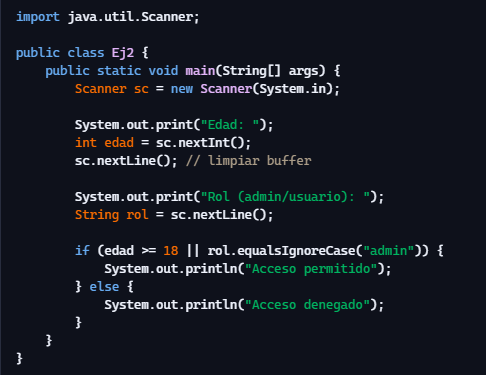 import java.util.Scanner;
public class Ej2 {
public static void main(String[] args) {
Scanner sc = new Scanner(System.in);
System.out.print("Edad: ");
int edad = sc.nextInt();
sc.nextLine(); // limpiar buffer
System.out.print("Rol (admin/usuario): ");
String rol = sc.nextLine();
if (edad >= 18 || rol.equalsIgnoreCase("admin")) {
System.out.println("Acceso permitido");
} else {
System.out.println("Acceso denegado");
}
}
}